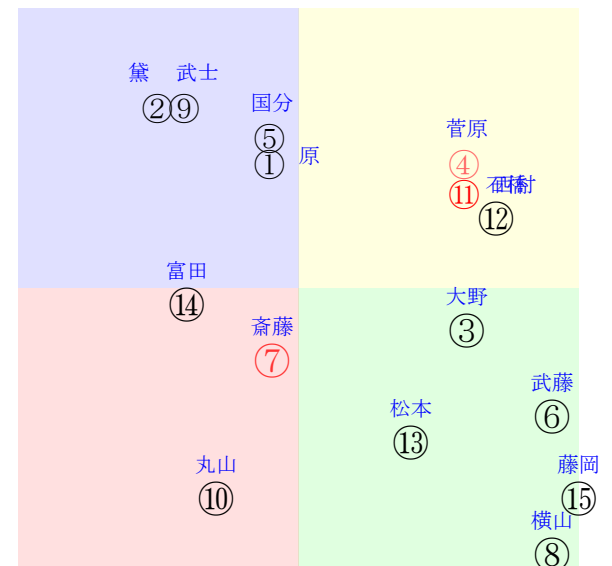 黛 武士
国分
②⑨
菅原
⑤
① 原
④
⑪
⑫
富田
大野
⑭
斎藤
③
⑦
武藤
松本
⑥
⑬
丸山
藤岡
⑩
⑮
横山
⑧